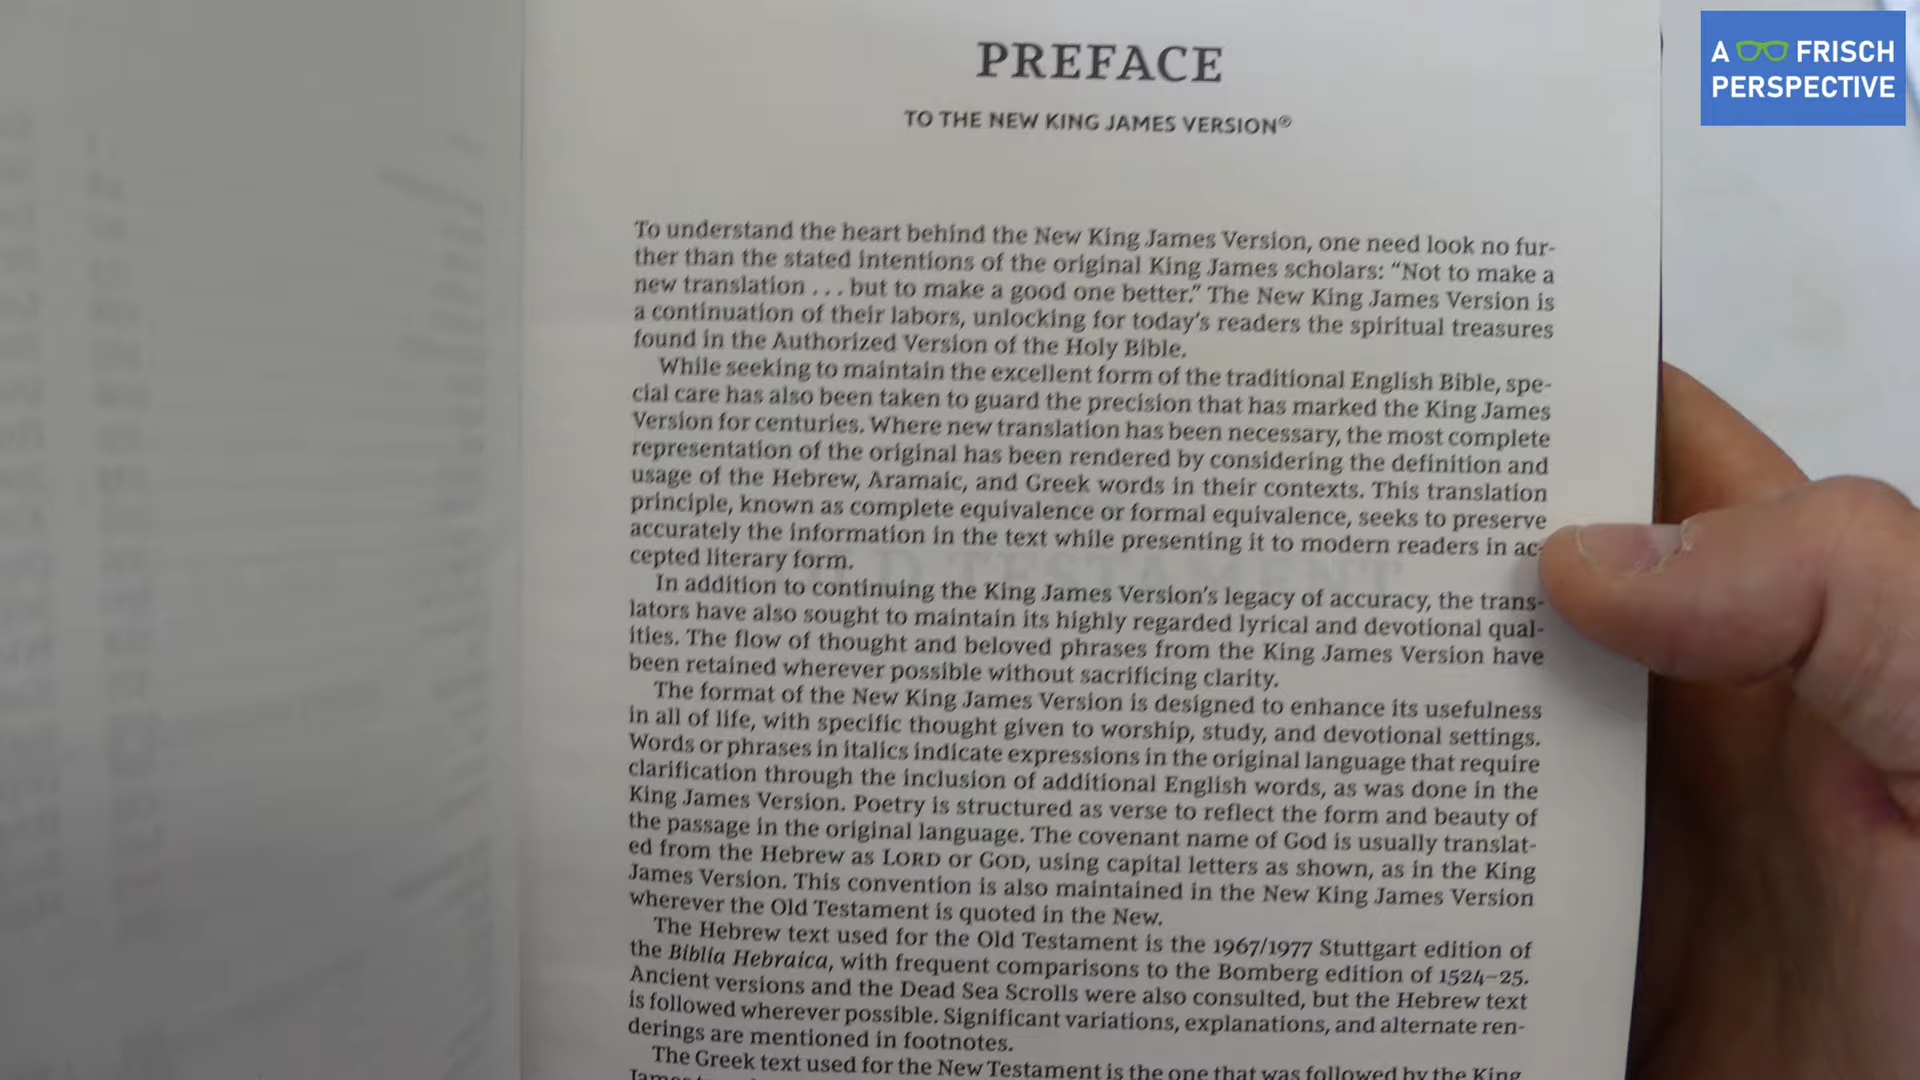 PREFACE
TO THE NEW KING JAMES VERSION®
To understand the heart behind the New King James Version, one need look no fur-
ther than the stated intentions of the original King James scholars: “Not to make a
new translation . . . but to make a good one better.” The New King James Version is
a continuation of their labors, unlocking for today’s readers the spiritual treasures
found in the Authorized Version of the Holy Bible.
While seeking to maintain the excellent form of the traditional English Bible, spe-
cial care has also been taken to guard the precision that has marked the King James
Version for centuries. Where new translation has been necessary, the most complete
representation of the original has been rendered by considering the definition and
usage of the Hebrew, Aramaic, and Greek words in their contexts. This translation
principle, known as complete equivalence or formal equivalence, seeks to preserve
accurately the information in the text while presenting it to modern readers in ac-
cepted literary form.
In addition to continuing the King James Version’s legacy of accuracy, the trans-
lators have also sought to maintain its highly regarded lyrical and devotional qual-
ities. The flow of thought and beloved phrases from the King James Version have
been retained wherever possible without sacrificing clarity.
The format of the New King James Version is designed to enhance its usefulness
in all of life, with specific thought given to worship, study, and devotional settings.
Words or phrases in italics indicate expressions in the original language that require
clarification through the inclusion of additional English words, as was done in the
King James Version. Poetry is structured as verse to reflect the form and beauty of
the passage in the original language. The covenant name of God is usually translat-
ed from the Hebrew as LORD or GOD, using capital letters as shown, as in the King
James Version. This convention is also maintained in the New King James Version
wherever the Old Testament is quoted in the New.
The Hebrew text used for the Old Testament is the 1967/1977 Stuttgart edition of
the Biblia Hebraica, with frequent comparisons to the Bomberg edition of 1524–25.
Ancient versions and the Dead Sea Scrolls were also consulted, but the Hebrew text
is followed wherever possible. Significant variations, explanations, and alternate ren-
derings are mentioned in footnotes.
The Greek text used for the New Testament is the one that was followed by the King
A FRISCH
PERSPECTIVE